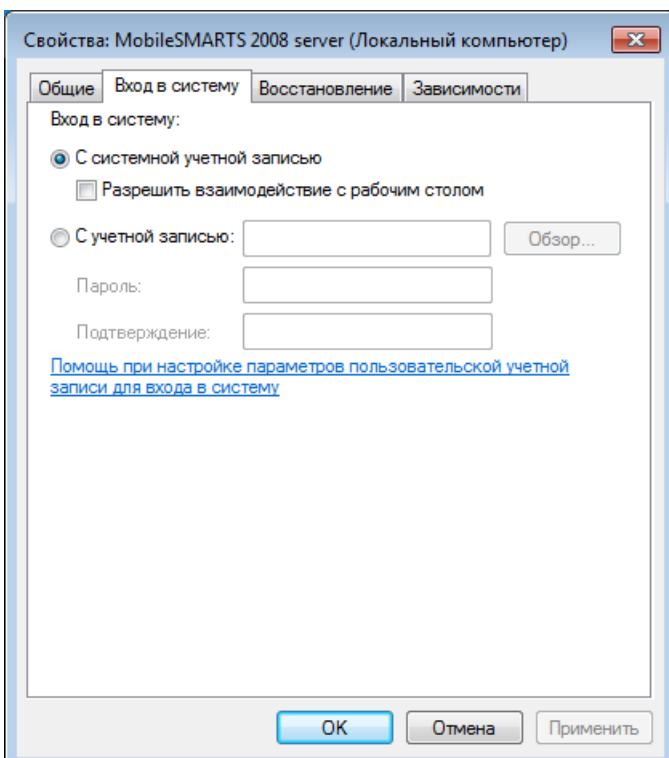 Свойства: MobileSMARTS 2008 server (Локальный компьютер)
Общие Вход в систему Восстановление Зависимости
Вход в систему:
С системной учетной записью
Разрешить взаимодействие с рабочим столом
С учетной записью: Обзор...
Пароль:
Подтверждение:
Помощь при настройке параметров пользовательской учетной
записи для входа в систему
OK Отмена Применить